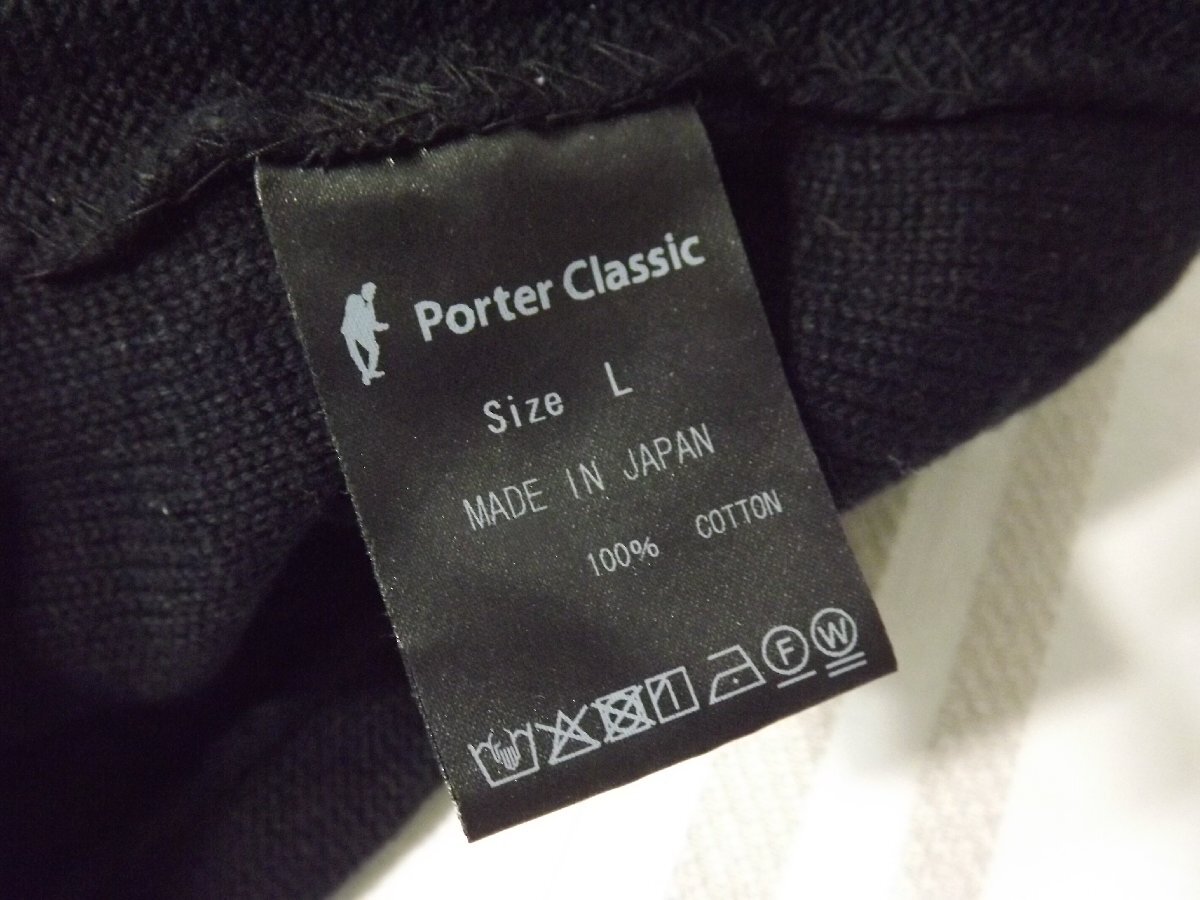 Porter Classic
Size L
MADE IN JAPAN
100% COTTON
F W